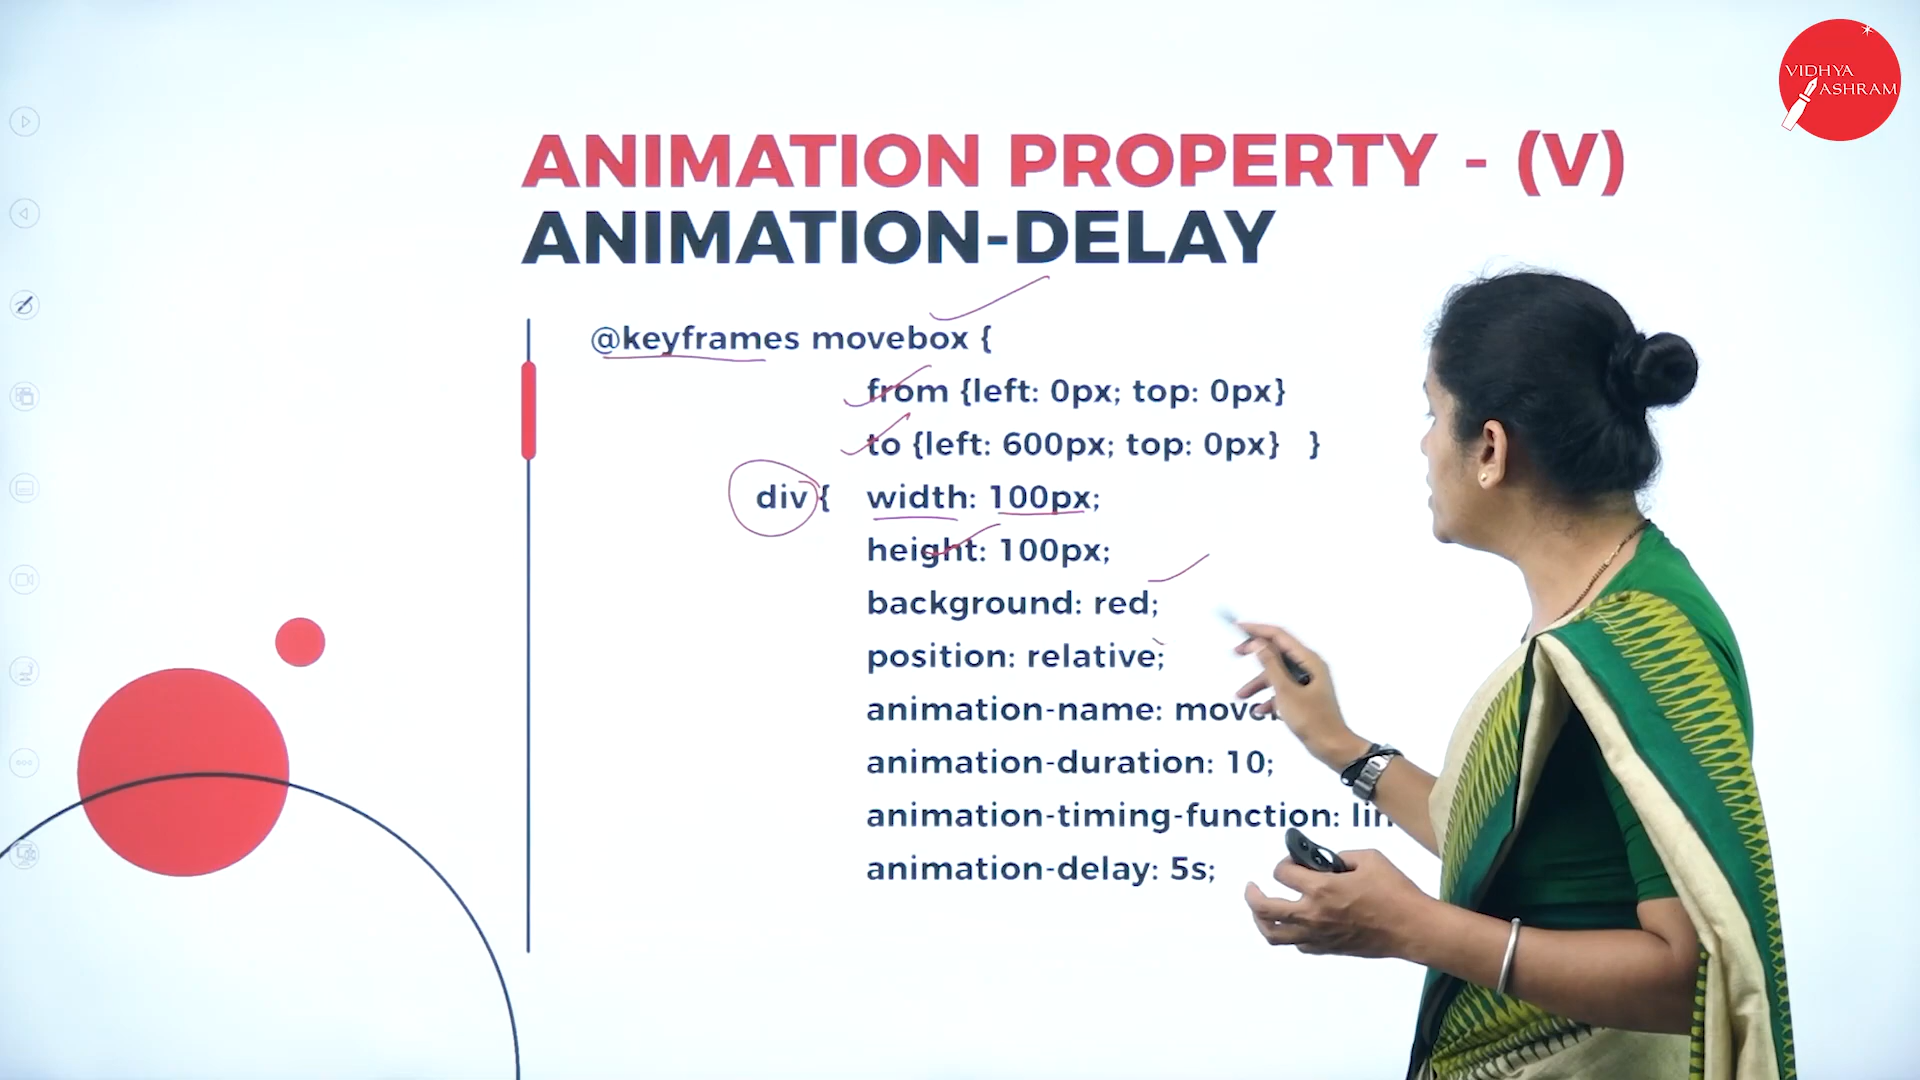 VIDHYA
ASHRAM
ANIMATION PROPERTY - (V)
ANIMATION-DELAY
@keyframes movebox {
from {left: 0px; top: 0px}
to {left: 600px; top: 0px} }
div { width: 100px;
height: 100px;
background: red;
position: relative;
animation-name:
animation-duration: 10;
animation-timing-function:
animation-delay: 5s;